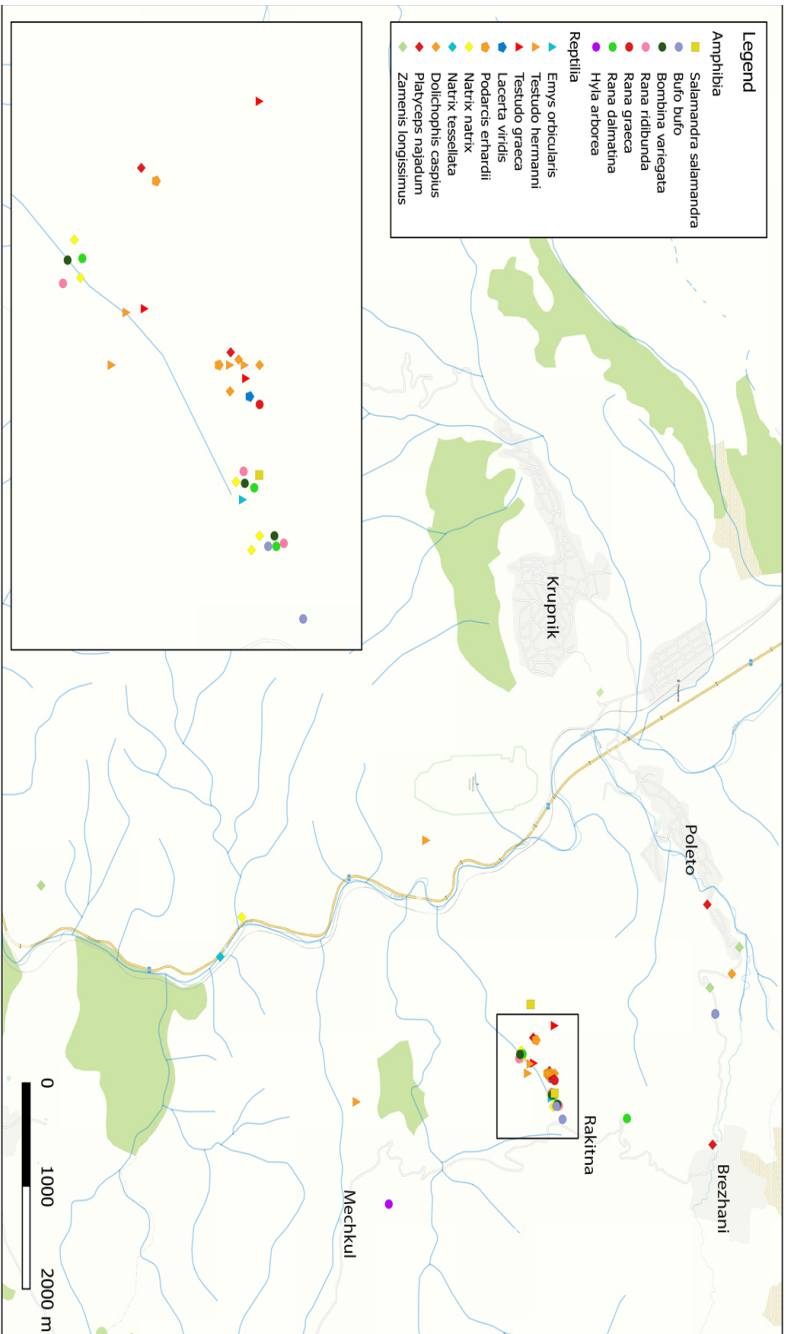 Legend
Amphibia
Salamandra salamandra
Bufo bufo
Bombina variegata
Rana ridibunda
Rana graeca
Rana dalmatina
Hyla arborea
Reptilia
Emys orbicularis
Testudo hermanni
Testudo graeca
Lacerta viridis
Podarcis erhardii
Natrix natrix
Natrix tessellata
Dolichophis caspius
Platyceps najadum
Zamenis longissimus
Krupnik
Poleto
Brezhani
Rakitna
Mechkul
0 1000 2000 m